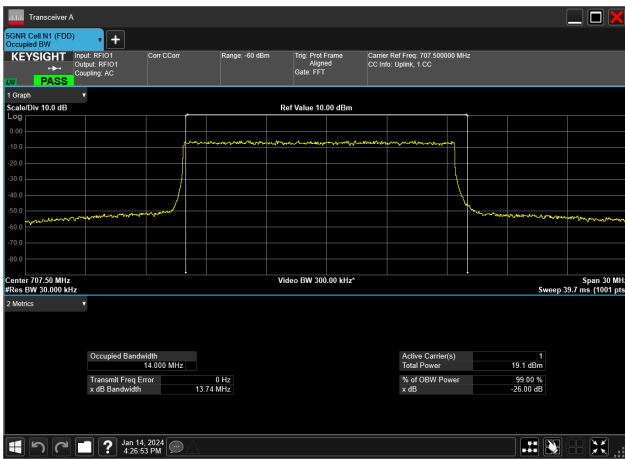 Transceiver A
5GNR Cell N1 (FDD)
Occupied BW
KEYSIGHT
PASS
Input: RFIO1
Output: RFIO1
Coupling: AC
Corr CCorr
Range: -60 dBm
Trig: Prot Frame
Aligned
Gate: FFT
Carrier Ref Freq: 707.500000 MHz
CC Info: Uplink, 1 CC
1 Graph
Scale/Div 10.0 dB
Ref Value 10.00 dBm
Log
0.00
-10.0
-20.0
-30.0
-40.0
-50.0
-60.0
-70.0
-80.0
Center 707.50 MHz
#Res BW 30.000 kHz
Video BW 300.00 kHz*
Span 30 MHz
Sweep 39.7 ms (1001 pts
2 Metrics
Occupied Bandwidth
14.000 MHz
Transmit Freq Error 0 Hz
x dB Bandwidth 13.74 MHz
Active Carrier(s) 1
Total Power 19.1 dBm
% of OBW Power 99.00 %
x dB -26.00 dB
?
Jan 14, 2024
4:26:53 PM